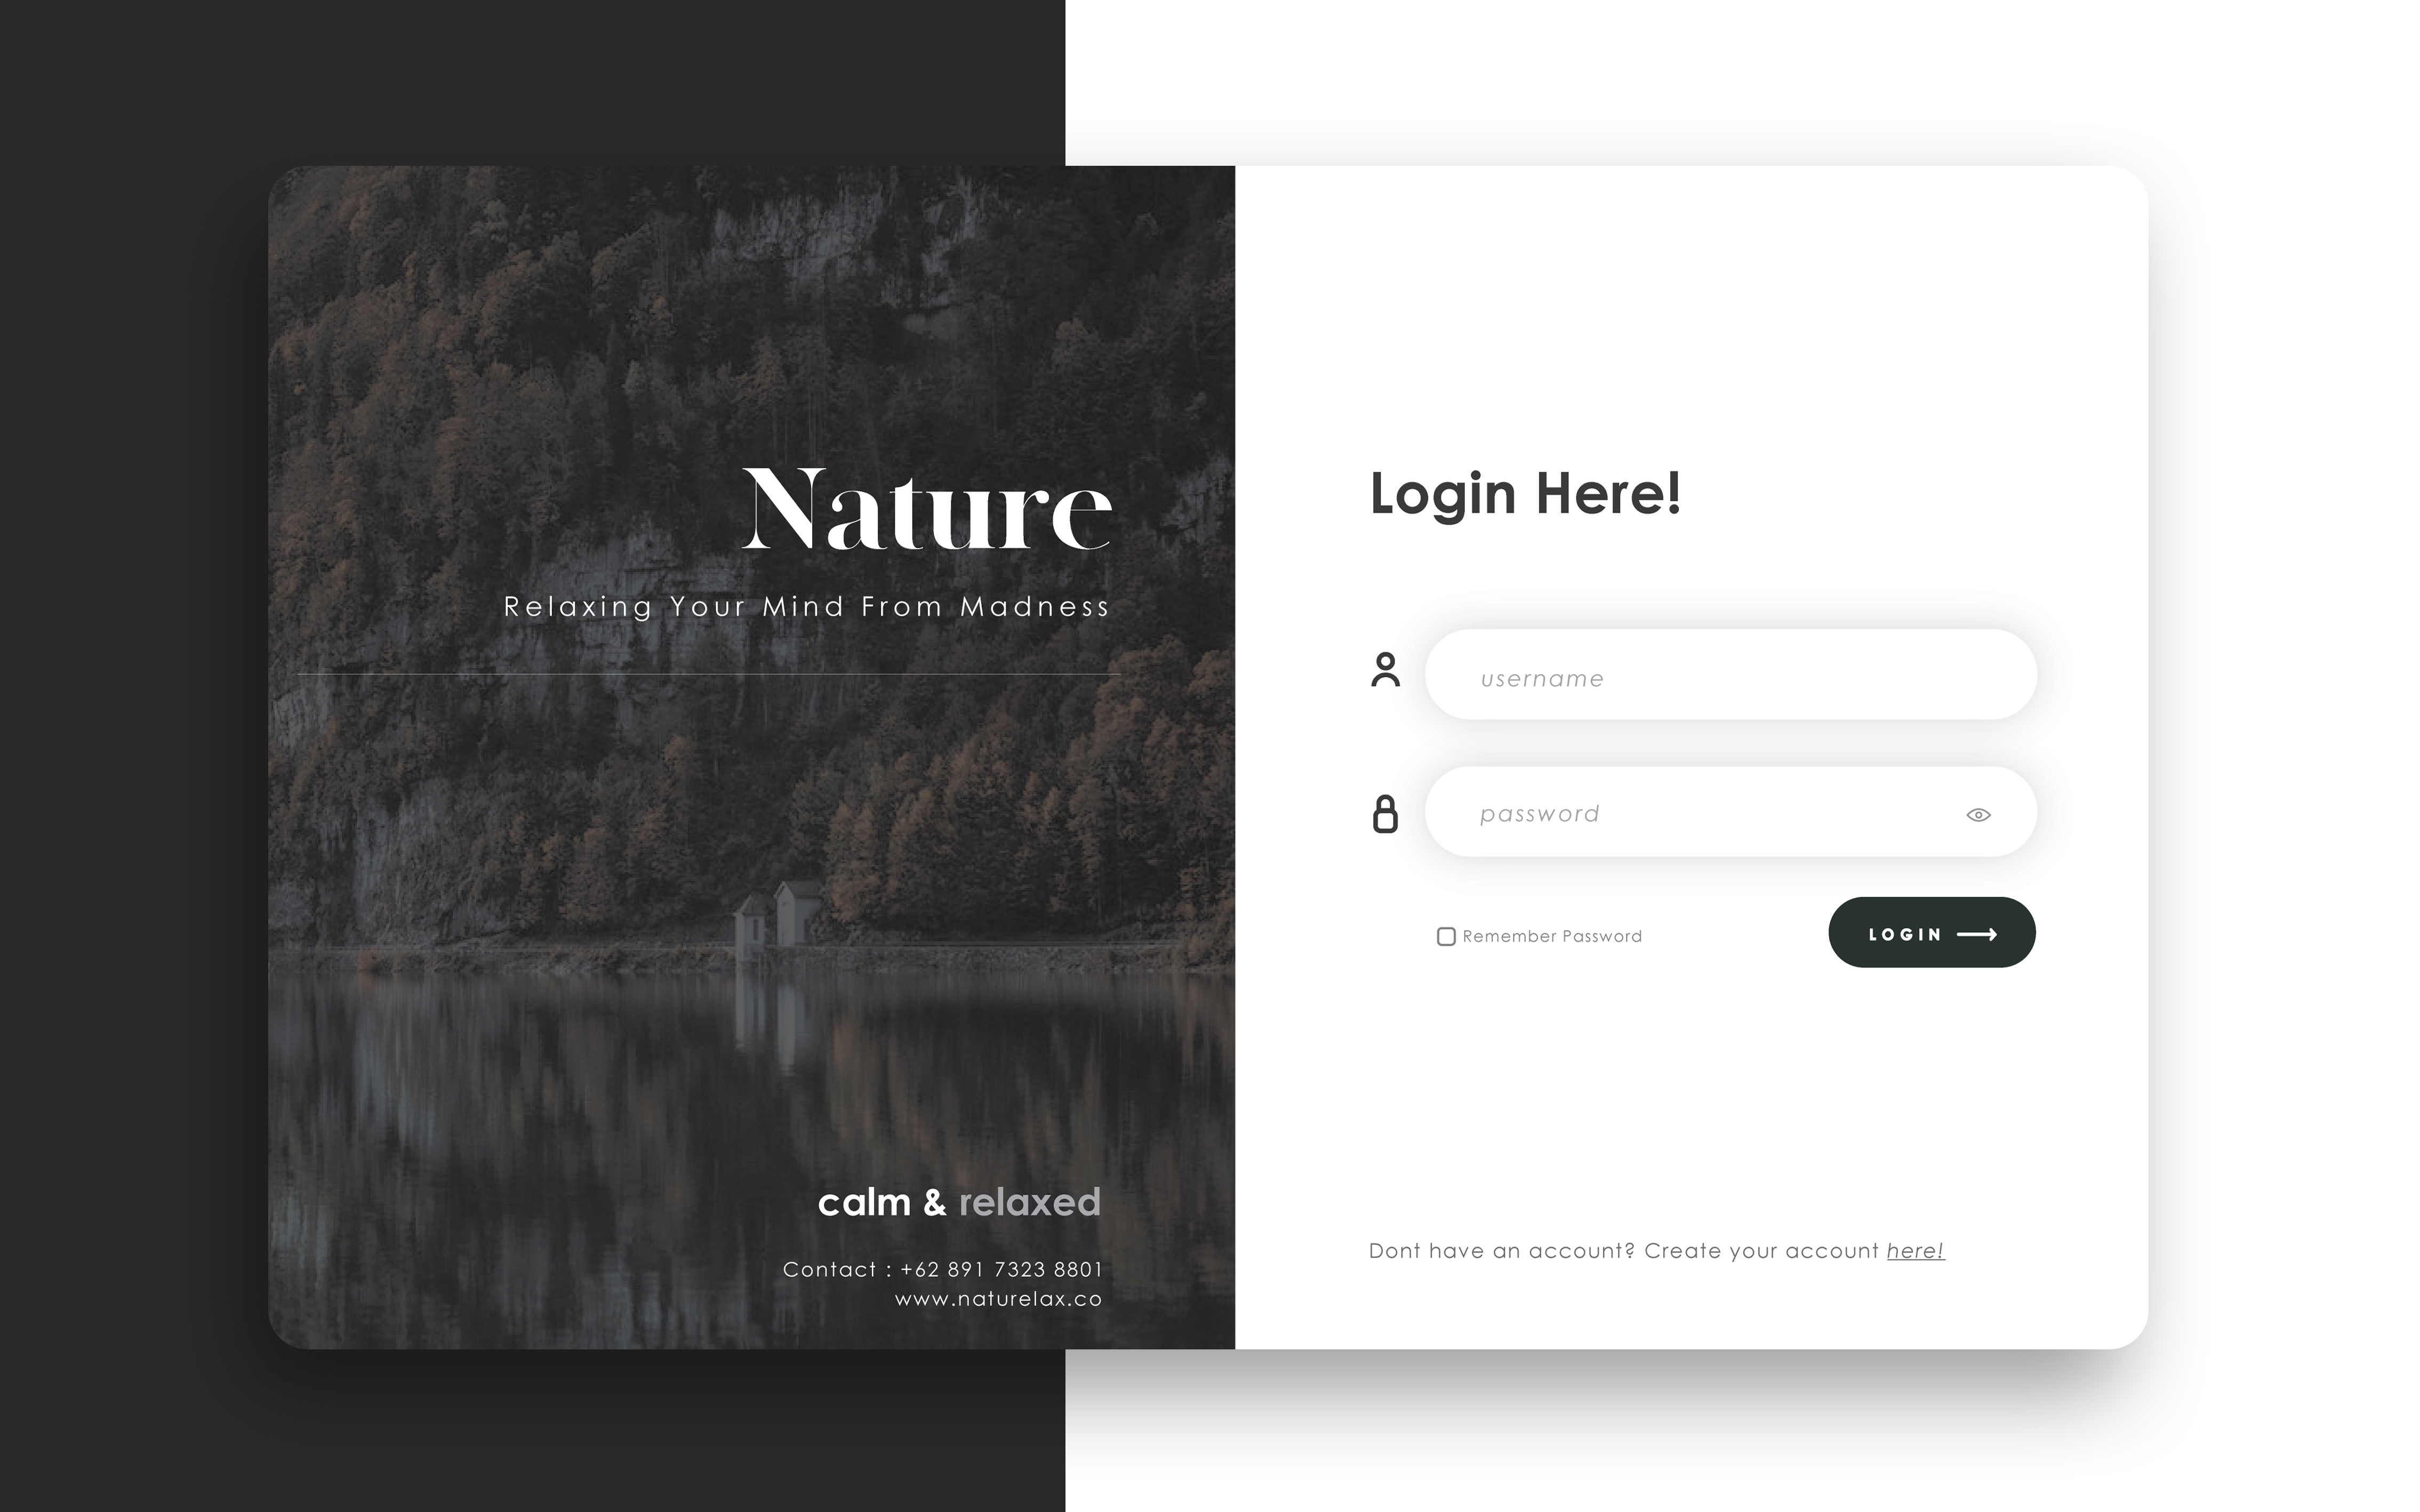 Nature
Relaxing Your Mind From Madness
calm & relaxed
Contact : +62 891 7323 8801
www.naturelax.co
Login Here!
username
password
Remember Password
LOGIN
Dont have an account? Create your account here!